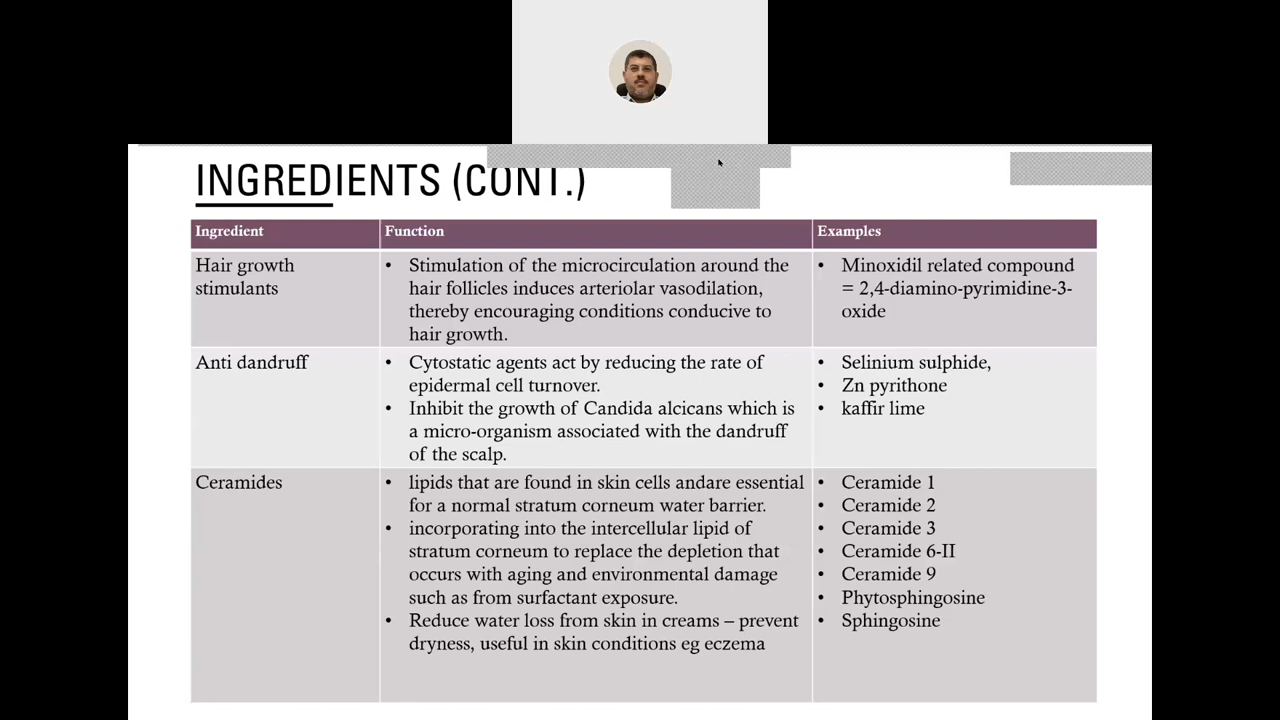 INGREDIENTS (CONT.)
Ingredient
Function
Examples
Hair growth
stimulants
• Stimulation of the microcirculation around the
hair follicles induces arteriolar vasodilation,
thereby encouraging conditions conducive to
hair growth.
• Minoxidil related compound
= 2,4-diamino-pyrimidine-3-
oxide
Anti dandruff
• Cytostatic agents act by reducing the rate of
epidermal cell turnover.
• Inhibit the growth of Candida alcicans which is
a micro-organism associated with the dandruff
of the scalp.
• Selinium sulphide,
• Zn pyrithone
• kaffir lime
Ceramides
• lipids that are found in skin cells andare essential
for a normal stratum corneum water barrier.
• incorporating into the intercellular lipid of
stratum corneum to replace the depletion that
occurs with aging and environmental damage
such as from surfactant exposure.
• Reduce water loss from skin in creams – prevent
dryness, useful in skin conditions eg eczema
• Ceramide 1
• Ceramide 2
• Ceramide 3
• Ceramide 6-II
• Ceramide 9
• Phytosphingosine
• Sphingosine